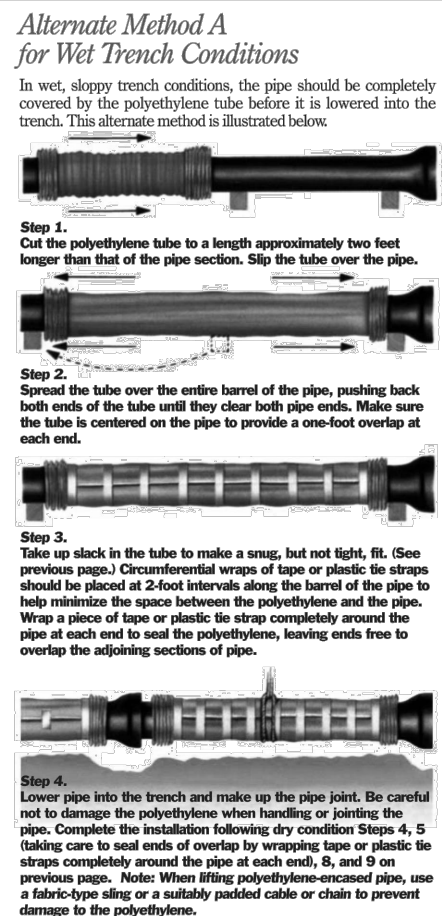 Alternate Method A
for Wet Trench Conditions
In wet, sloppy trench conditions, the pipe should be completely
covered by the polyethylene tube before it is lowered into the
trench. This alternate method is illustrated below.
Step 1.
Cut the polyethylene tube to a length approximately two feet
longer than that of the pipe section. Slip the tube over the pipe.
Step 2.
Spread the tube over the entire barrel of the pipe, pushing back
both ends of the tube until they clear both pipe ends. Make sure
the tube is centered on the pipe to provide a one-foot overlap at
each end.
Step 3.
Take up slack in the tube to make a snug, but not tight, fit. (See
previous page.) Circumferential wraps of tape or plastic tie straps
should be placed at 2-foot intervals along the barrel of the pipe to
help minimize the space between the polyethylene and the pipe.
Wrap a piece of tape or plastic tie strap completely around the
pipe at each end to seal the polyethylene, leaving ends free to
overlap the adjoining sections of pipe.
Step 4.
Lower pipe into the trench and make up the pipe joint. Be careful
not to damage the polyethylene when handling or jointing the
pipe. Complete the installation following dry condition Steps 4, 5
(taking care to seal ends of overlap by wrapping tape or plastic tie
straps completely around the pipe at each end), 8, and 9 on
previous page. Note: When lifting polyethylene-encased pipe, use
a fabric-type sling or a suitably padded cable or chain to prevent
damage to the polyethylene.